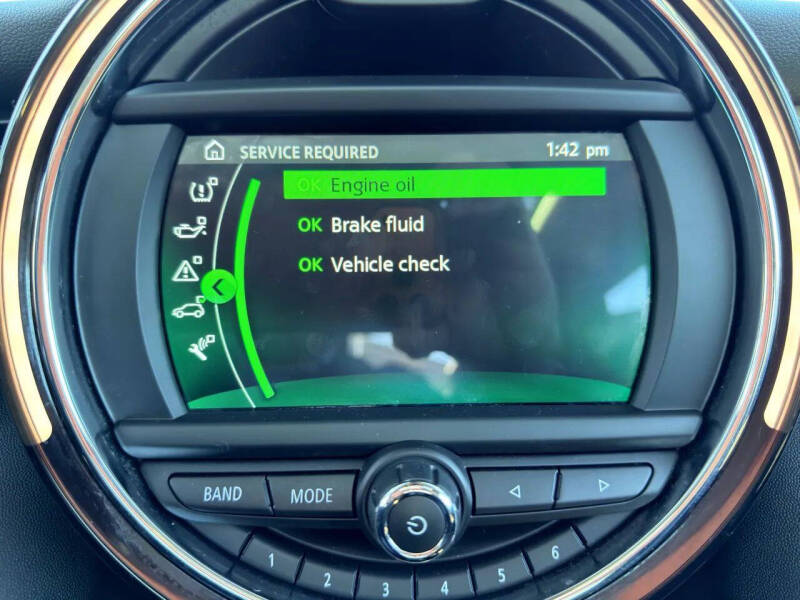 SERVICE REQUIRED 1:42 pm
OK Engine oil
OK Brake fluid
OK Vehicle check
BAND MODE
1 2 3 4 5 6